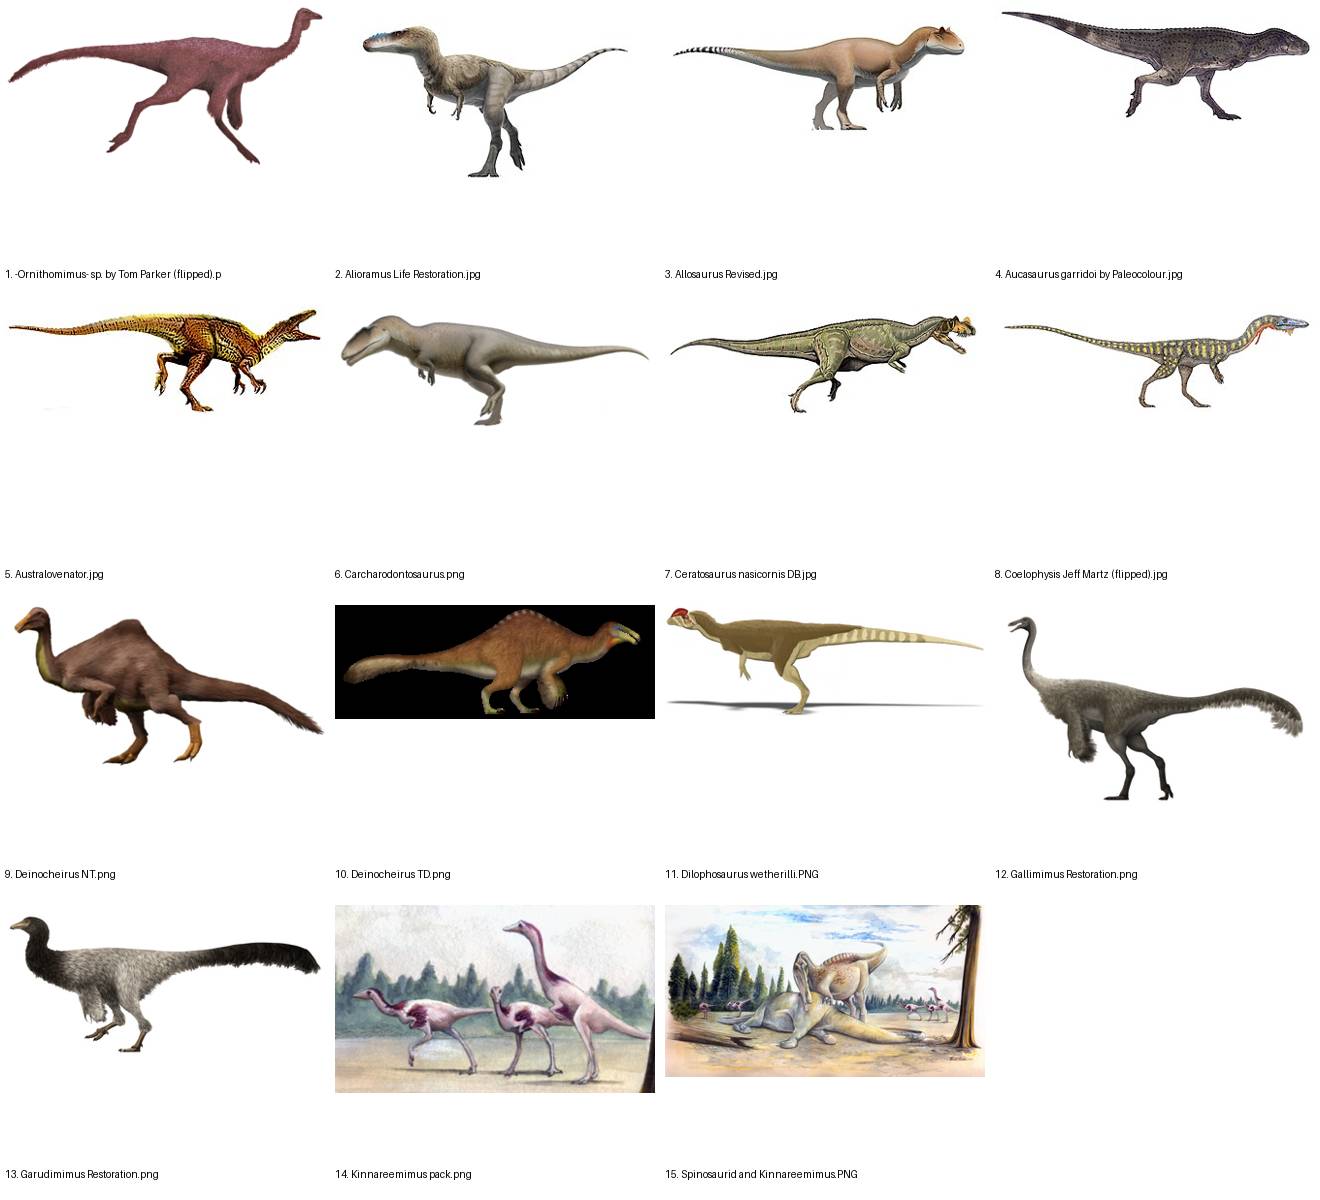 1. -Ornithomimus- sp. by Tom Parker (flipped).p
2. Alioramus Life Restoration.jpg
3. Allosaurus Revised.jpg
4. Aucasaurus garridoi by Paleocolour.jpg
5. Australovenator.jpg
6. Carcharodontosaurus.png
7. Ceratosaurus nasicornis DB.jpg
8. Coelophysis Jeff Martz (flipped).jpg
9. Deinocheirus NT.png
10. Deinocheirus TD.png
11. Dilophosaurus wetherilli.PNG
12. Gallimimus Restoration.png
13. Garudimimus Restoration.png
14. Kinnareemimus pack.png
15. Spinosaurid and Kinnareemimus.PNG